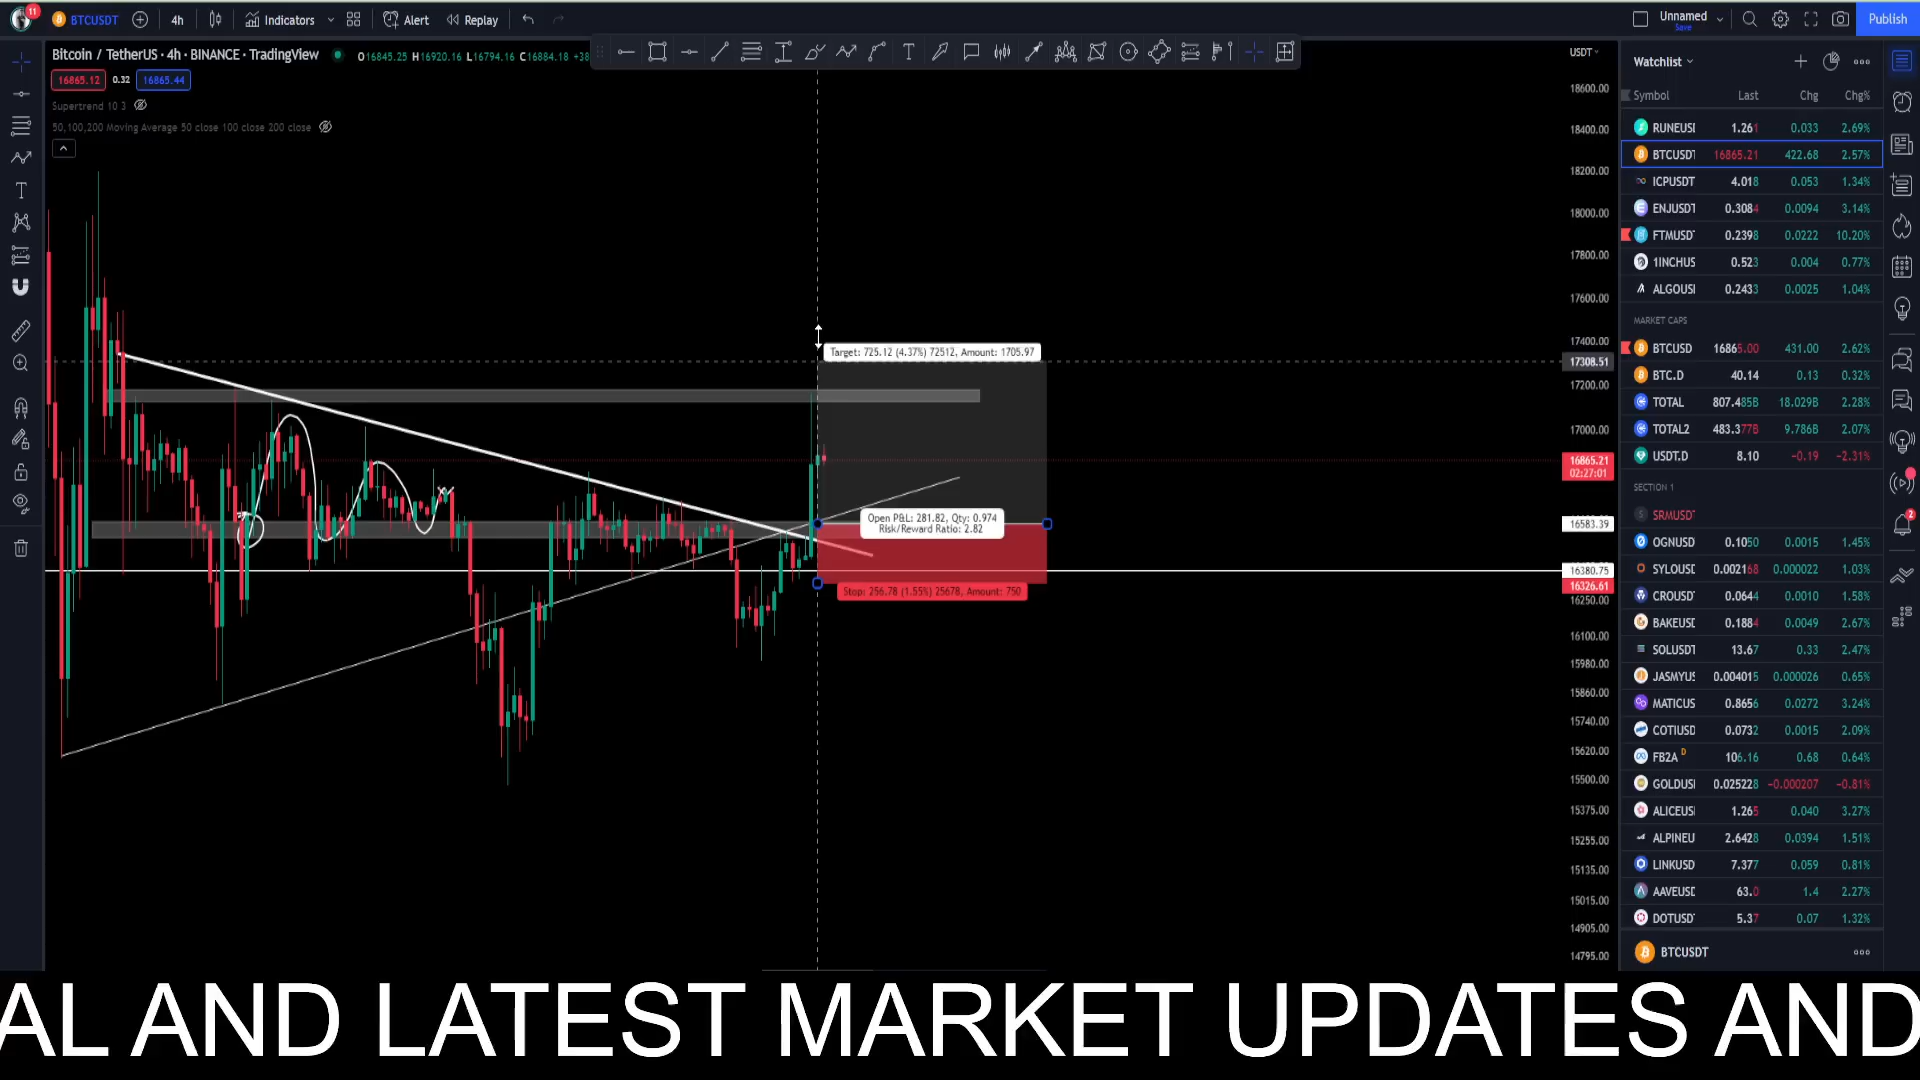 11
BTCUSDT
4h
Indicators
Alert
Replay
Unnamed
Save
Publish
Bitcoin / TetherUS · 4h · BINANCE · TradingView
O16845.25 H16920.16 L16794.16 C16884.18 +38
16865.12 0.32 16865.44
Supertrend 10 3
50,100,200 Moving Average 50 close 100 close 200 close
USDT
18600.00
18400.00
18200.00
18000.00
17800.00
17600.00
17400.00
17308.51
17200.00
17000.00
16865.21
02:27:01
16583.39
16380.75
16326.61
16250.00
16100.00
15980.00
15860.00
15740.00
15620.00
15500.00
15375.00
15255.00
15135.00
15015.00
14905.00
14795.00
Target: 725.12 (4.37%) 72512, Amount: 1705.97
Open P&L: 281.82, Qty: 0.974
Risk/Reward Ratio: 2.82
Stop: 256.78 (1.55%) 25678, Amount: 750
Watchlist
Symbol Last Chg Chg%
RUNEUSI 1.261 0.033 2.69%
BTCUSDT 16865.21 422.68 2.57%
ICPUSDT 4.018 0.053 1.34%
ENJUSDT 0.3084 0.0094 3.14%
FTMUSD 0.2398 0.0222 10.20%
1INCHUS 0.523 0.004 0.77%
ALGOUSI 0.2433 0.0025 1.04%
MARKET CAPS
BTCUSD 16865.00 431.00 2.62%
BTC.D 40.14 0.13 0.32%
TOTAL 807.485B 18.029B 2.28%
TOTAL2 483.377B 9.786B 2.07%
USDT.D 8.10 −0.19 −2.31%
SECTION 1
SRMUSD
OGNUSD 0.1050 0.0015 1.45%
SYLOUSI 0.002168 0.000022 1.03%
CROUSD 0.0644 0.0010 1.58%
BAKEUSI 0.1884 0.0049 2.67%
SOLUSDT 13.67 0.33 2.47%
JASMYUS 0.004015 0.000026 0.65%
MATICUS 0.8656 0.0272 3.24%
COTIUSD 0.0732 0.0015 2.09%
FB2A D 106.16 0.68 0.64%
GOLDUSI 0.025228 −0.000207 −0.81%
ALICEUSI 1.265 0.040 3.27%
ALPINEU 2.6428 0.0394 1.51%
LINKUSD 7.377 0.059 0.81%
AAVEUSI 63.0 1.4 2.27%
DOTUSD 5.37 0.07 1.32%
BTCUSDT
2
AL AND LATEST MARKET UPDATES AND